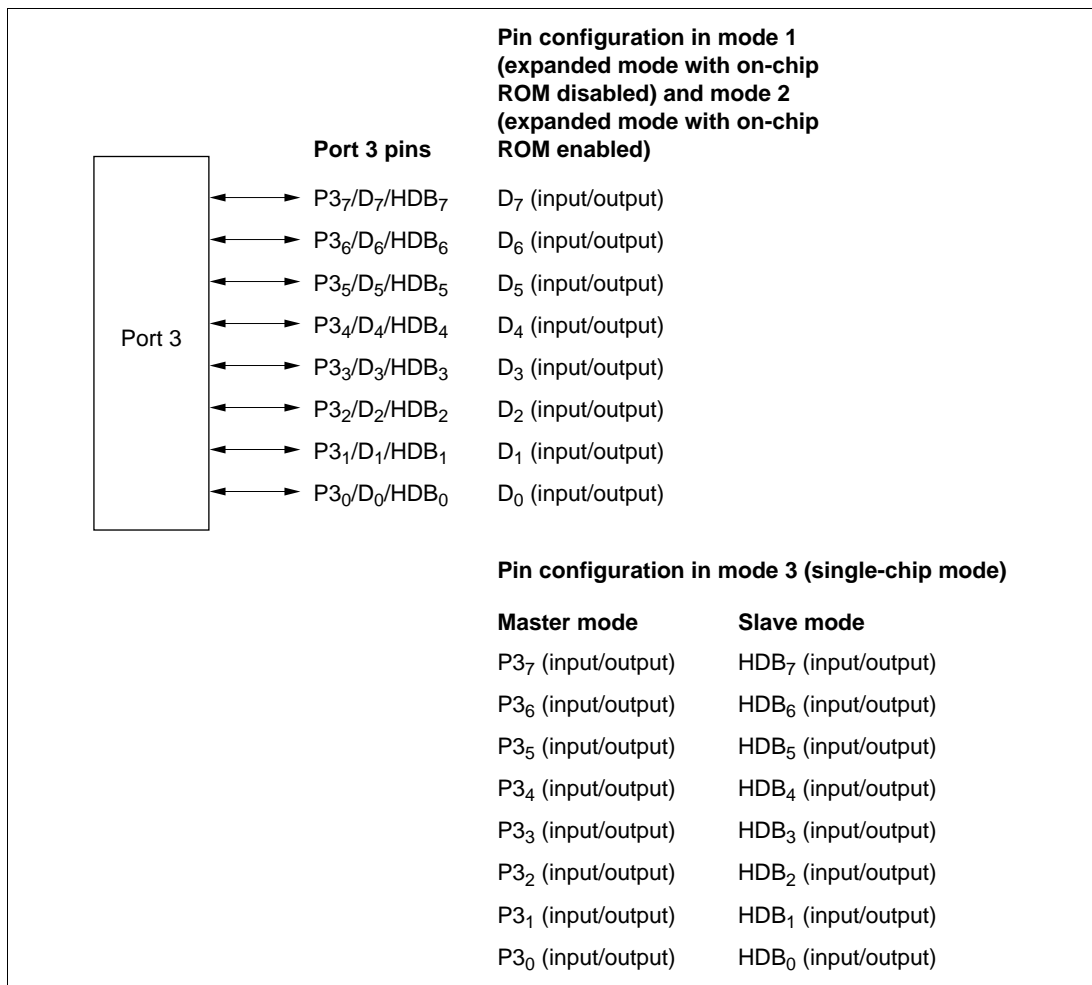 Pin configuration in mode 1
(expanded mode with on-chip
ROM disabled) and mode 2
(expanded mode with on-chip
Port 3 pins ROM enabled)
P3₇/D₇/HDB₇ D₇ (input/output)
P3₆/D₆/HDB₆ D₆ (input/output)
P3₅/D₅/HDB₅ D₅ (input/output)
P3₄/D₄/HDB₄ D₄ (input/output)
Port 3
P3₃/D₃/HDB₃ D₃ (input/output)
P3₂/D₂/HDB₂ D₂ (input/output)
P3₁/D₁/HDB₁ D₁ (input/output)
P3₀/D₀/HDB₀ D₀ (input/output)
Pin configuration in mode 3 (single-chip mode)
Master mode Slave mode
P3₇ (input/output) HDB₇ (input/output)
P3₆ (input/output) HDB₆ (input/output)
P3₅ (input/output) HDB₅ (input/output)
P3₄ (input/output) HDB₄ (input/output)
P3₃ (input/output) HDB₃ (input/output)
P3₂ (input/output) HDB₂ (input/output)
P3₁ (input/output) HDB₁ (input/output)
P3₀ (input/output) HDB₀ (input/output)